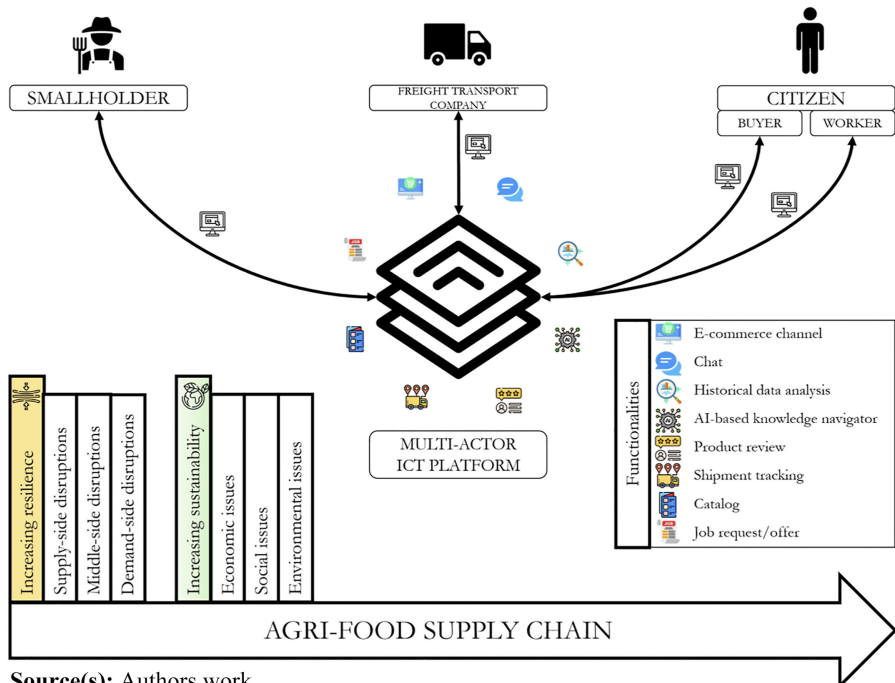 SMALLHOLDER
FREIGHT TRANSPORT
COMPANY
CITIZEN
BUYER
WORKER
MULTI-ACTOR
ICT PLATFORM
Functionalities
E-commerce channel
Chat
Historical data analysis
AI-based knowledge navigator
Product review
Shipment tracking
Catalog
Job request/offer
Increasing resilience
Supply-side disruptions
Middle-side disruptions
Demand-side disruptions
Increasing sustainability
Economic issues
Social issues
Environmental issues
AGRI-FOOD SUPPLY CHAIN
Source(s): Authors work